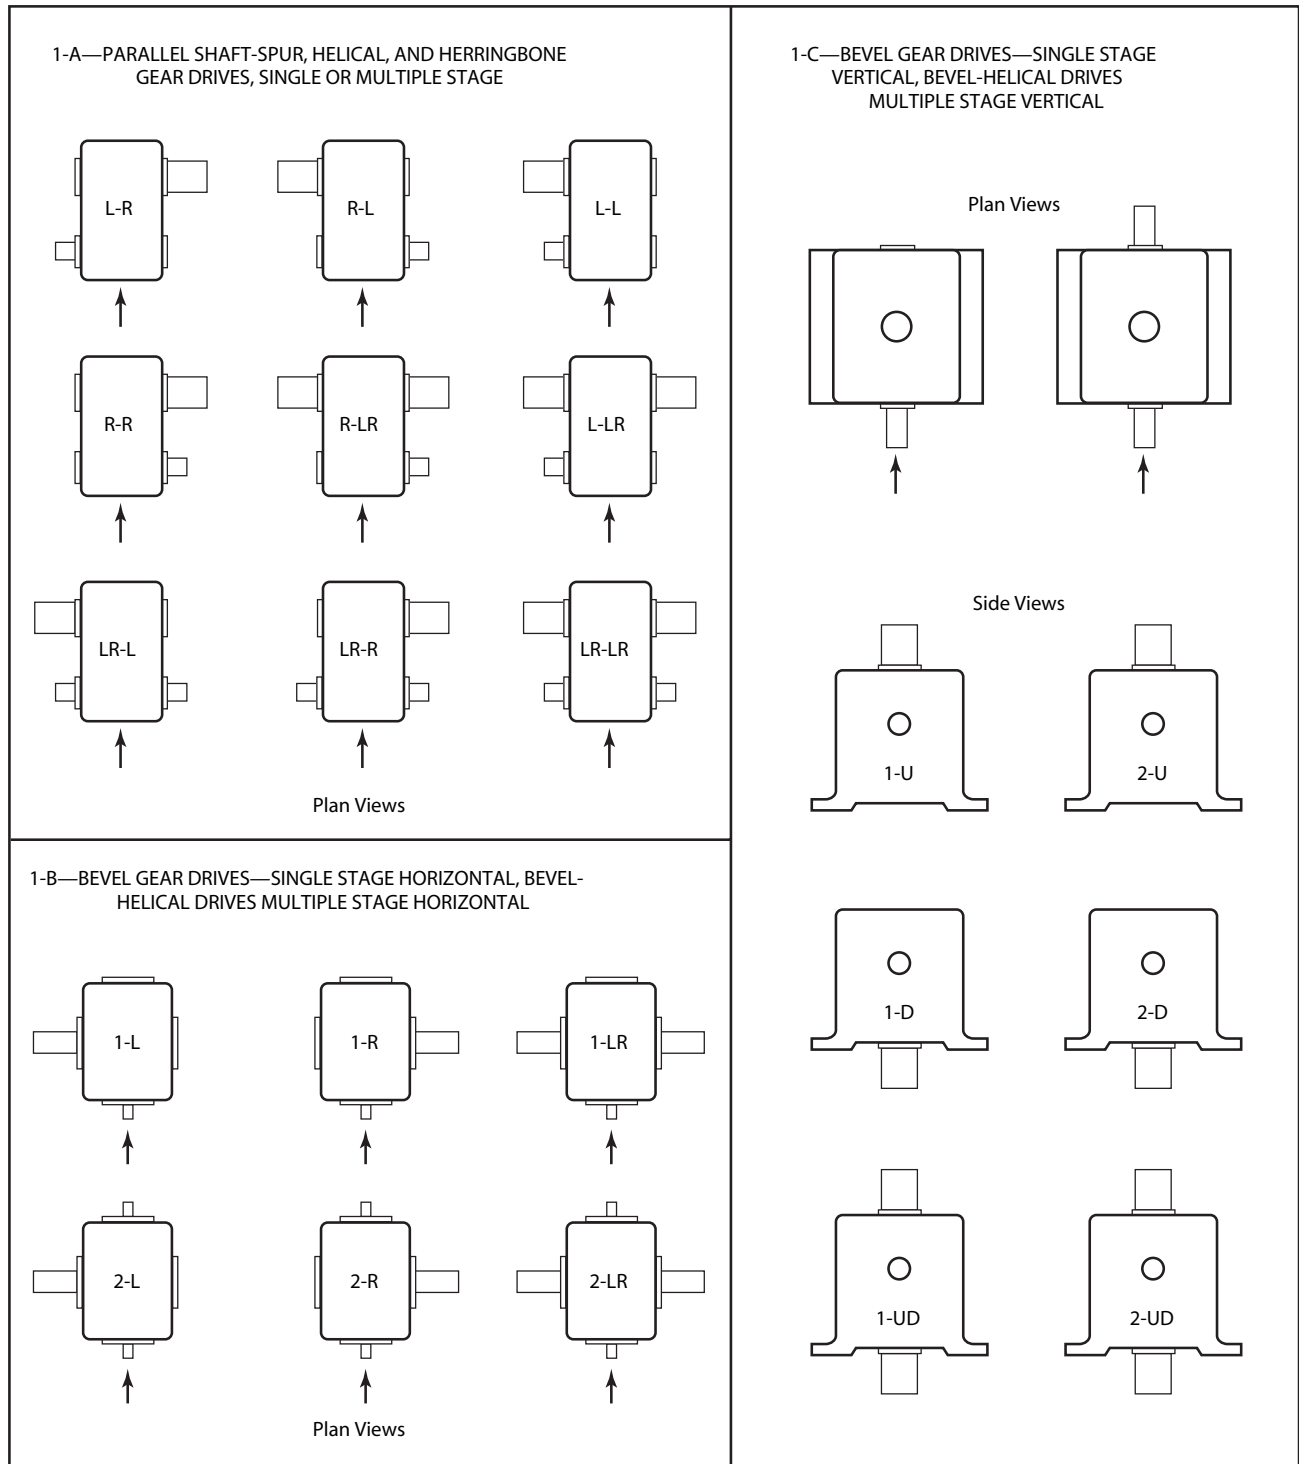 1-A—PARALLEL SHAFT-SPUR, HELICAL, AND HERRINGBONE
GEAR DRIVES, SINGLE OR MULTIPLE STAGE
L-R
R-L
L-L
R-R
R-LR
L-LR
LR-L
LR-R
LR-LR
Plan Views
1-B—BEVEL GEAR DRIVES—SINGLE STAGE HORIZONTAL, BEVEL-
HELICAL DRIVES MULTIPLE STAGE HORIZONTAL
1-L
1-R
1-LR
2-L
2-R
2-LR
Plan Views
1-C—BEVEL GEAR DRIVES—SINGLE STAGE
VERTICAL, BEVEL-HELICAL DRIVES
MULTIPLE STAGE VERTICAL
Plan Views
Side Views
1-U
2-U
1-D
2-D
1-UD
2-UD